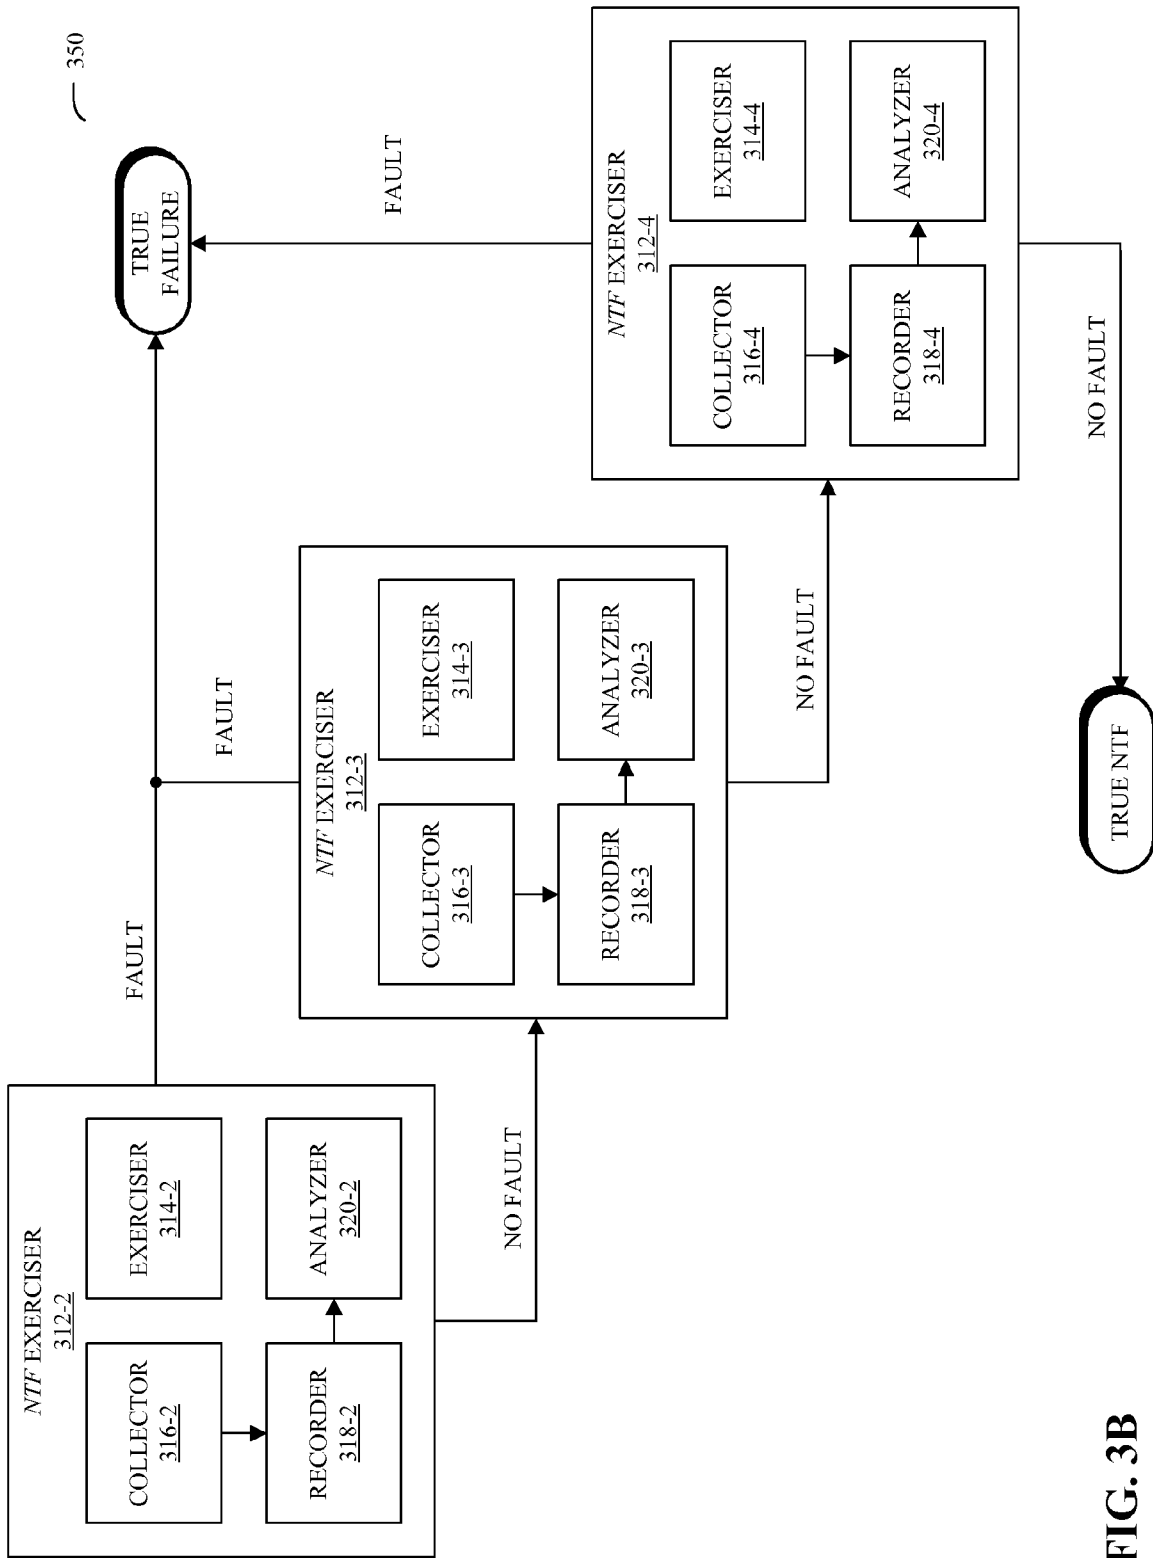 350
NTF EXERCISER
312-2
COLLECTOR
316-2
EXERCISER
314-2
RECORDER
318-2
ANALYZER
320-2
FAULT
NO FAULT
NTF EXERCISER
312-3
COLLECTOR
316-3
EXERCISER
314-3
RECORDER
318-3
ANALYZER
320-3
FAULT
NO FAULT
TRUE
FAILURE
NTF EXERCISER
312-4
COLLECTOR
316-4
EXERCISER
314-4
RECORDER
318-4
ANALYZER
320-4
FAULT
NO FAULT
TRUE NTF
FIG. 3B